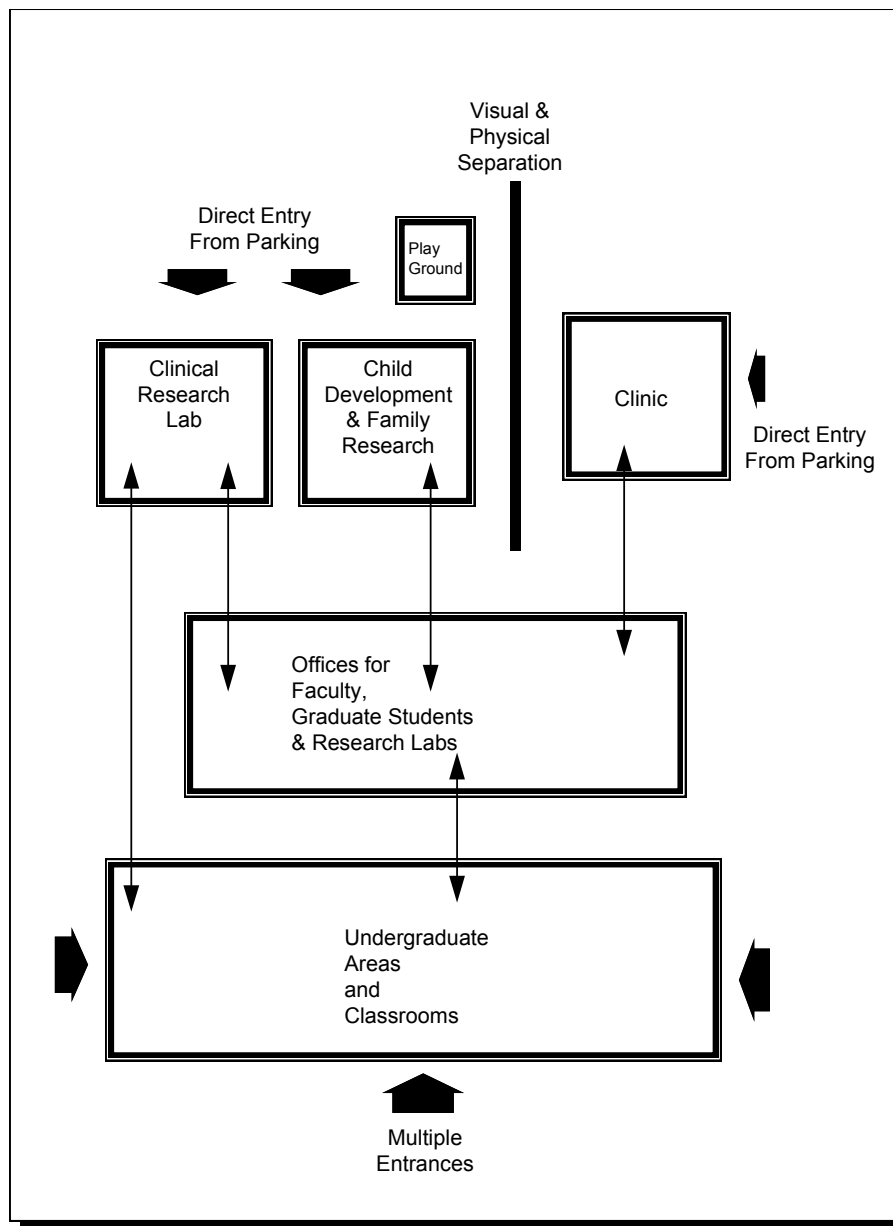 Visual &
Physical
Separation
Direct Entry
From Parking
Play
Ground
Clinical
Research
Lab
Child
Development
& Family
Research
Clinic
Direct Entry
From Parking
Offices for
Faculty,
Graduate Students
& Research Labs
Undergraduate
Areas
and
Classrooms
Multiple
Entrances